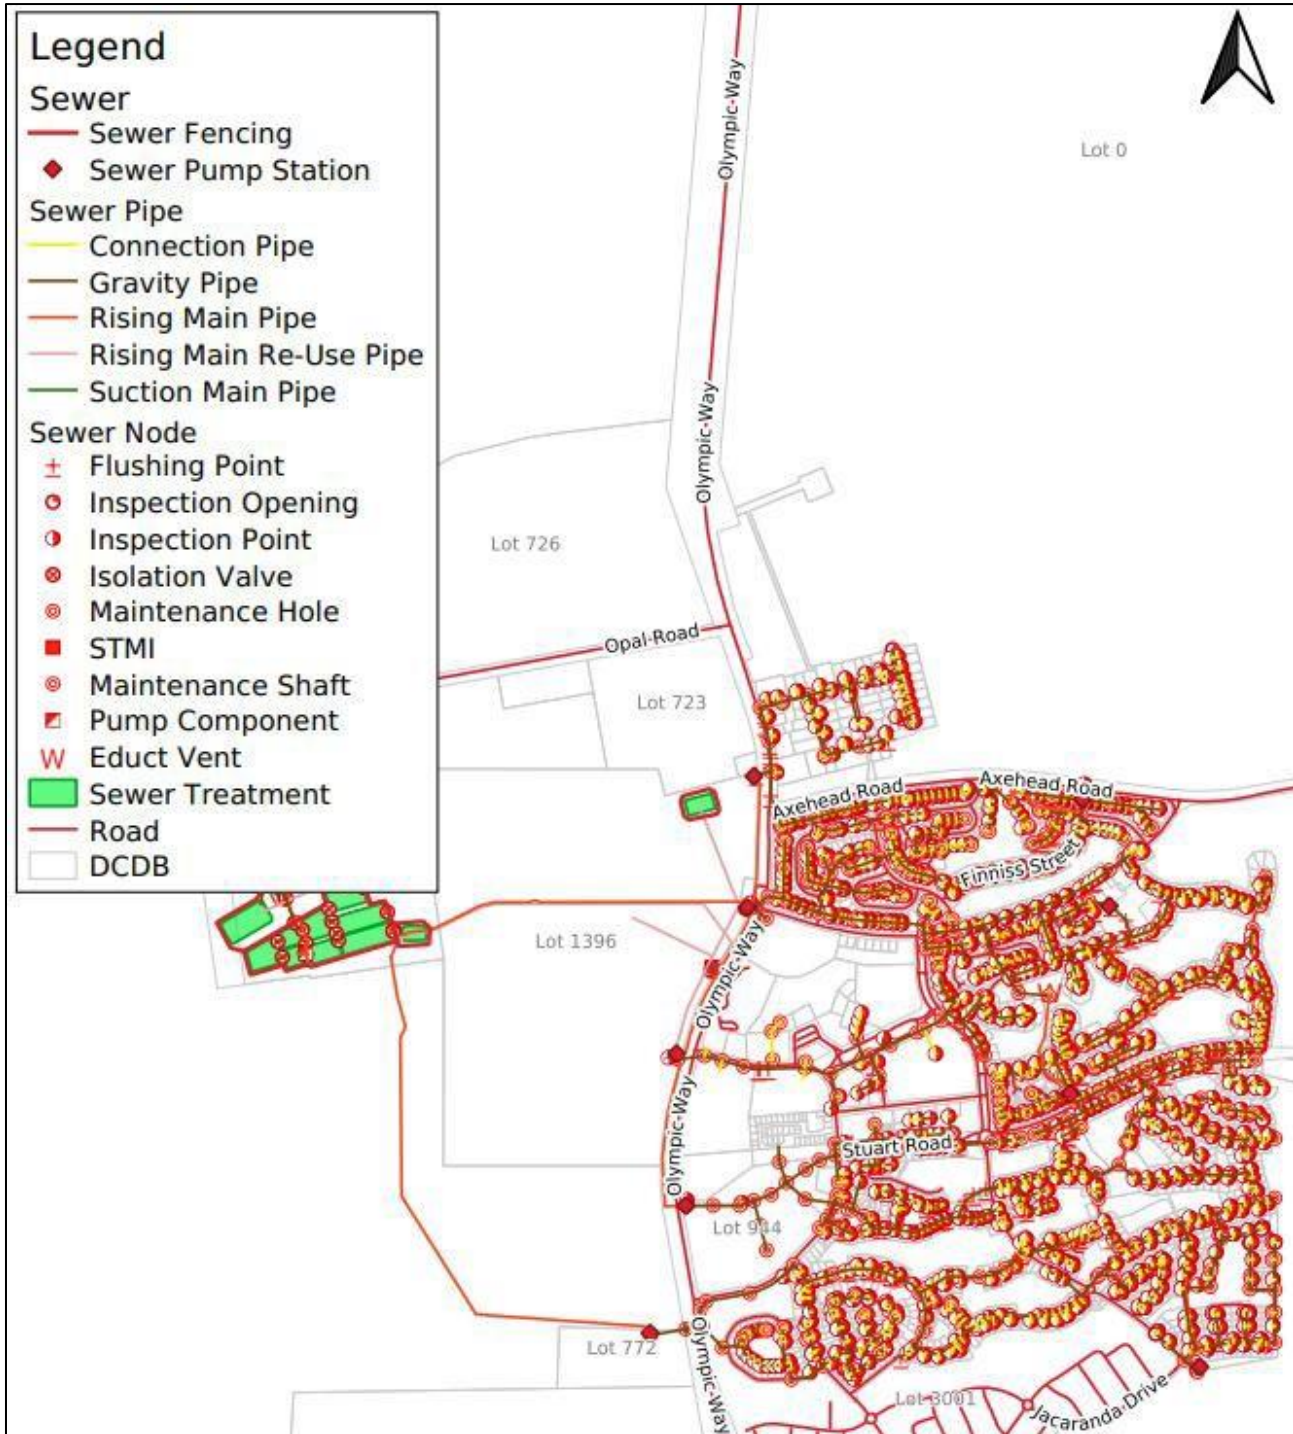 Legend
Sewer
Sewer Fencing
Sewer Pump Station
Sewer Pipe
Connection Pipe
Gravity Pipe
Rising Main Pipe
Rising Main Re-Use Pipe
Suction Main Pipe
Sewer Node
Flushing Point
Inspection Opening
Inspection Point
Isolation Valve
Maintenance Hole
STMI
Maintenance Shaft
Pump Component
W Educt Vent
Sewer Treatment
Road
DCDB
Olympic-Way
Lot 0
Olympic-Way
Lot 726
Opal Road
Lot 723
Axehead Road
Axehead Road
Finniss Street
Lot 1396
Olympic-Way
W
Olympic-Way
Stuart Road
Lot 944
Olympic-Way
Lot 772
Lot 3001
Jacaranda Drive